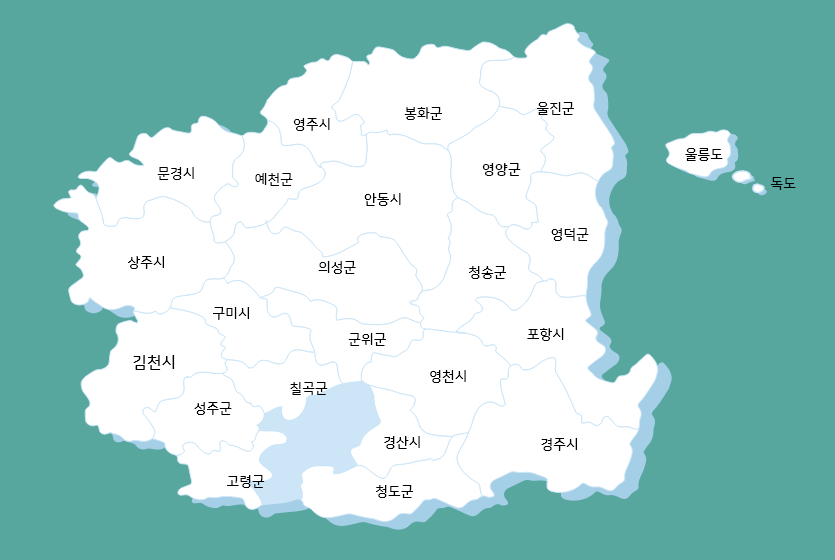 봉화군
울진군
영주시
울릉도
영양군
문경시
예천군
독도
안동시
영덕군
상주시
의성군
청송군
구미시
포항시
군위군
김천시
영천시
칠곡군
성주군
경산시
경주시
고령군
청도군